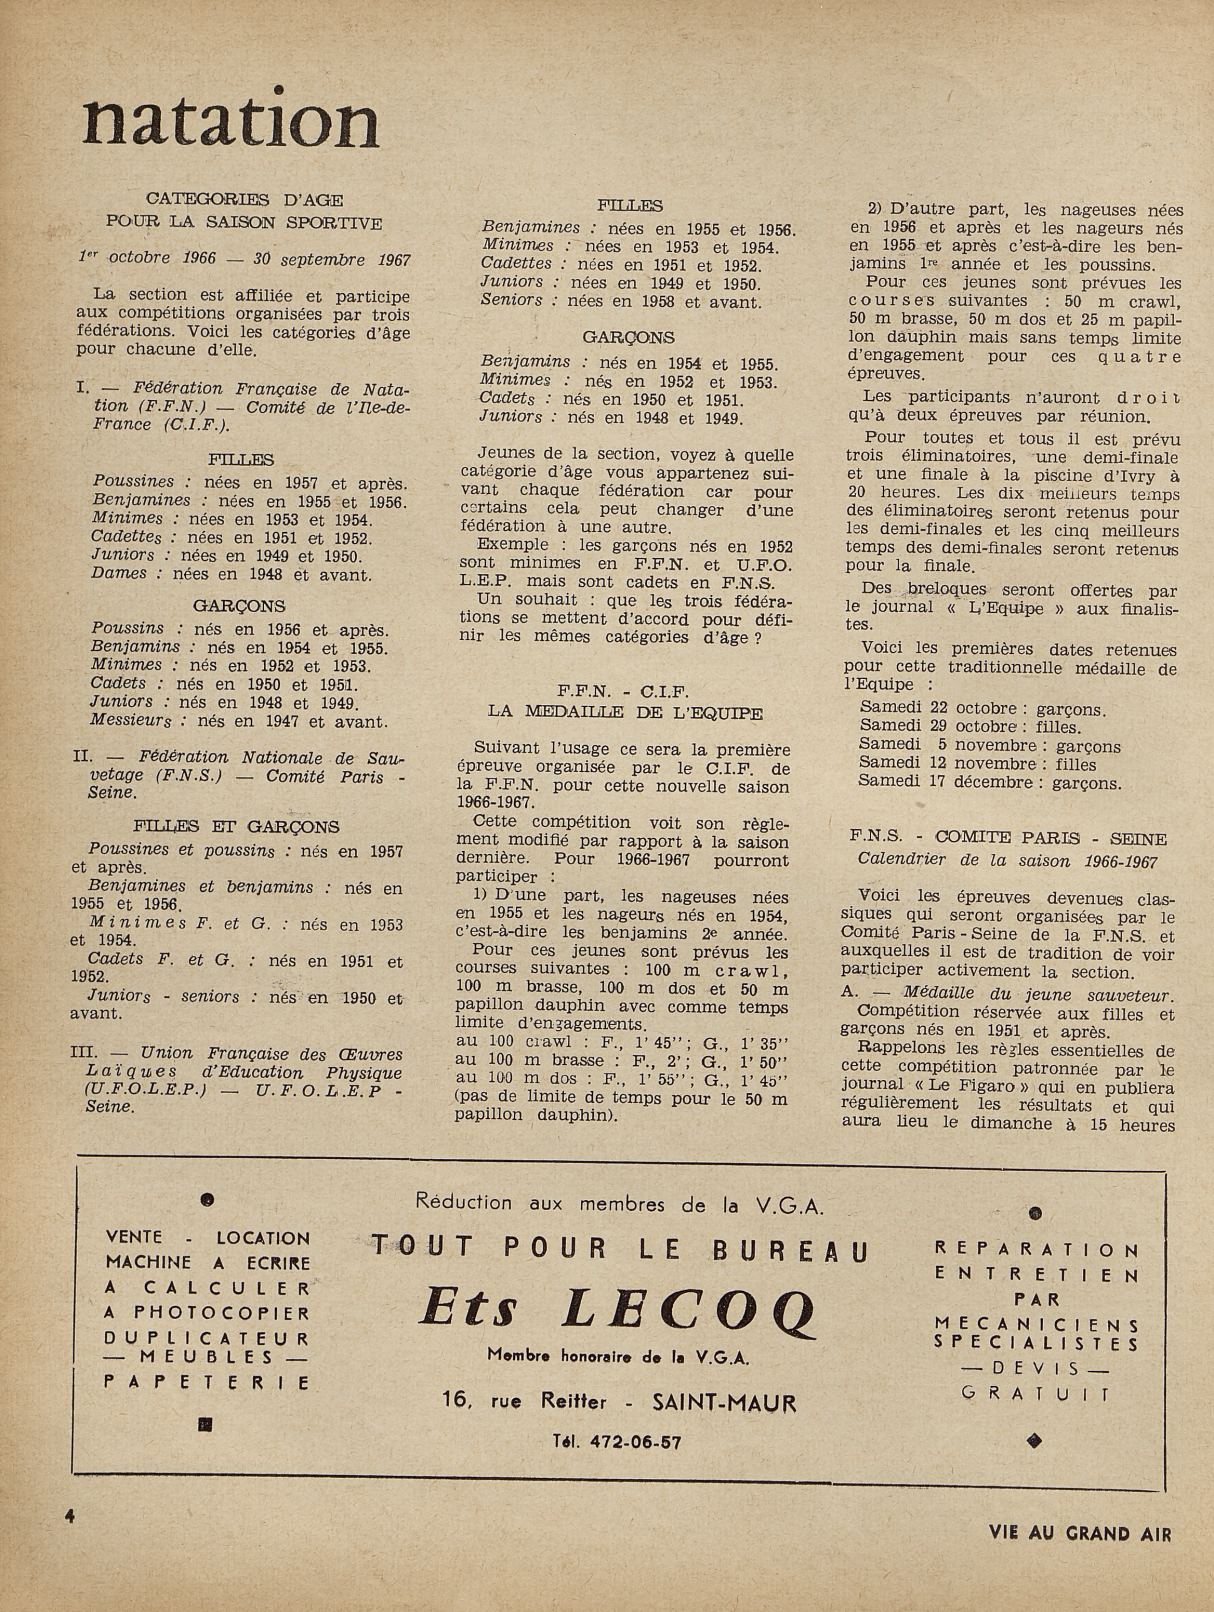 natation
CATEGORIES D'AGE
POUR LA SAISON SPORTIVE
1er octobre 1966 — 30 septembre 1967
La section est affiliée et participe
aux compétitions organisées par trois
fédérations. Voici les catégories d'âge
pour chacune d'elle.
I. — Fédération Française de Nata-
tion (F.F.N.) — Comité de l'Ile-de-
France (C.I.F.).
FILLES
Poussines : nées en 1957 et après.
Benjamines : nées en 1955 et 1956.
Minimes : nées en 1953 et 1954.
Cadettes : nées en 1951 et 1952.
Juniors : nées en 1949 et 1950.
Dames : nées en 1948 et avant.
GARÇONS
Poussins : nés en 1956 et après.
Benjamins : nés en 1954 et 1955.
Minimes : nés en 1952 et 1953.
Cadets : nés en 1950 et 1951.
Juniors : nés en 1948 et 1949.
Messieurs : nés en 1947 et avant.
II. — Fédération Nationale de Sau-
vetage (F.N.S.) — Comité Paris -
Seine.
FILLES ET GARÇONS
Poussines et poussins : nés en 1957
et après.
Benjamines et benjamins : nés en
1955 et 1956.
Minimes F. et G. : nés en 1953
et 1954.
Cadets F. et G. : nés en 1951 et
1952.
Juniors - seniors : nés en 1950 et
avant.
III. — Union Française des Œuvres
Laïques d'Education Physique
(U.F.O.L.E.P.) — U.F.O.L.E.P -
Seine.
FILLES
Benjamines : nées en 1955 et 1956.
Minimes : nées en 1953 et 1954.
Cadettes : nées en 1951 et 1952.
Juniors : nées en 1949 et 1950.
Seniors : nées en 1958 et avant.
GARÇONS
Benjamins : nés en 1954 et 1955.
Minimes : nés en 1952 et 1953.
Cadets : nés en 1950 et 1951.
Juniors : nés en 1948 et 1949.
Jeunes de la section, voyez à quelle
catégorie d'âge vous appartenez sui-
vant chaque fédération car pour
certains cela peut changer d'une
fédération à une autre.
Exemple : les garçons nés en 1952
sont minimes en F.F.N. et U.F.O.
L.E.P. mais sont cadets en F.N.S.
Un souhait : que les trois fédéra-
tions se mettent d'accord pour défi-
nir les mêmes catégories d'âge ?
F.F.N. - C.I.F.
LA MEDAILLE DE L'EQUIPE
Suivant l'usage ce sera la première
épreuve organisée par le C.I.F. de
la F.F.N. pour cette nouvelle saison
1966-1967.
Cette compétition voit son règle-
ment modifié par rapport à la saison
dernière. Pour 1966-1967 pourront
participer :
1) D'une part, les nageuses nées
en 1955 et les nageurs nés en 1954,
c'est-à-dire les benjamins 2e année.
Pour ces jeunes sont prévus les
courses suivantes : 100 m crawl,
100 m brasse, 100 m dos et 50 m
papillon dauphin avec comme temps
limite d'engagements.
au 100 crawl : F., 1' 45''; G., 1' 35''
au 100 m brasse : F., 2'; G., 1' 50''
au 100 m dos : F., 1' 55''; G., 1' 45''
(pas de limite de temps pour le 50 m
papillon dauphin).
2) D'autre part, les nageuses nées
en 1956 et après et les nageurs nés
en 1955 et après c'est-à-dire les ben-
jamins 1re année et les poussins.
Pour ces jeunes sont prévues les
courses suivantes : 50 m crawl,
50 m brasse, 50 m dos et 25 m papil-
lon dauphin mais sans temps limite
d'engagement pour ces quatre
épreuves.
Les participants n'auront droit
qu'à deux épreuves par réunion.
Pour toutes et tous il est prévu
trois éliminatoires, une demi-finale
et une finale à la piscine d'Ivry à
20 heures. Les dix meilleurs temps
des éliminatoires seront retenus pour
les demi-finales et les cinq meilleurs
temps des demi-finales seront retenus
pour la finale.
Des breloques seront offertes par
le journal « L'Equipe » aux finalis-
tes.
Voici les premières dates retenues
pour cette traditionnelle médaille de
l'Equipe :
Samedi 22 octobre : garçons.
Samedi 29 octobre : filles.
Samedi 5 novembre : garçons
Samedi 12 novembre : filles
Samedi 17 décembre : garçons.
F.N.S. - COMITE PARIS - SEINE
Calendrier de la saison 1966-1967
Voici les épreuves devenues clas-
siques qui seront organisées par le
Comité Paris - Seine de la F.N.S. et
auxquelles il est de tradition de voir
participer activement la section.
A. — Médaille du jeune sauveteur.
Compétition réservée aux filles et
garçons nés en 1951 et après.
Rappelons les règles essentielles de
cette compétition patronnée par le
journal « Le Figaro » qui en publiera
régulièrement les résultats et qui
aura lieu le dimanche à 15 heures
VENTE - LOCATION
MACHINE A ECRIRE
A CALCULER
A PHOTOCOPIER
DUPLICATEUR
— MEUBLES —
PAPETERIE
Réduction aux membres de la V.G.A.
TOUT POUR LE BUREAU
Ets LECOQ
Membre honoraire de la V.G.A.
16, rue Reitter - SAINT-MAUR
Tél. 472-06-57
REPARATION
ENTRETIEN
PAR
MECANICIENS
SPECIALISTES
— DEVIS —
GRATUIT
4
VIE AU GRAND AIR